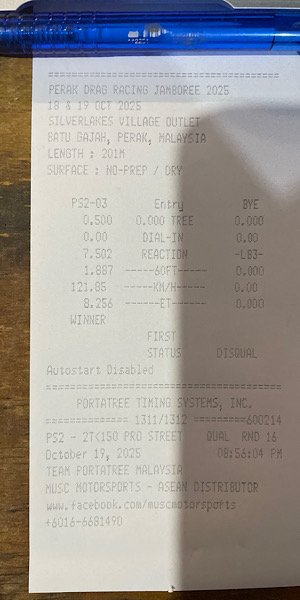 ================================
PERAK DRAG RACING JAMBOREE 2025
18 & 19 OCT 2025
SILVERLAKES VILLAGE OUTLET
BATU GAJAH, PERAK, MALAYSIA
LENGTH : 201M
SURFACE : NO-PREP / DRY
PS2-03 Entry BYE
0.500 0.000 TREE 0.000
0.00 DIAL-IN 0.00
7.502 REACTION -LB3-
1.887 ------60FT------ 0.000
121.85 ------KM/H------ 0.00
8.256 -------ET------- 0.000
WINNER
FIRST
STATUS DISQUAL
Autostart Disabled
================================
PORTATREE TIMING SYSTEMS, INC.
=========== 1311/1312 =========600214
PS2 - 2T(150 PRO STREET QUAL RND 16
October 19, 2025 08:56:04 PM
TEAM PORTATREE MALAYSIA
MUSC MOTORSPORTS - ASEAN DISTRIBUTOR
www.facebook.com/muscmotorsports
+6016-6681490